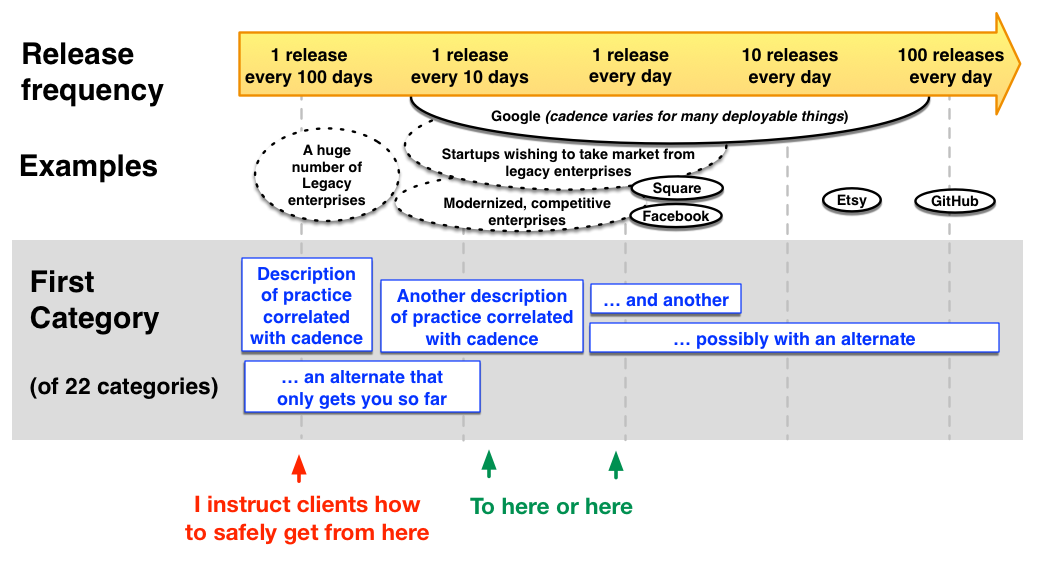 Release
frequency
1 release
every 100 days
1 release
every 10 days
1 release
every day
10 releases
every day
100 releases
every day
Examples
Google (cadence varies for many deployable things)
A huge
number of
Legacy
enterprises
Startups wishing to take market from
legacy enterprises
Modernized, competitive
enterprises
Square
Facebook
Etsy
GitHub
First
Category
(of 22 categories)
Description
of practice
correlated
with cadence
Another description
of practice correlated
with cadence
… and another
… possibly with an alternate
… an alternate that
only gets you so far
I instruct clients how
to safely get from here
To here or here